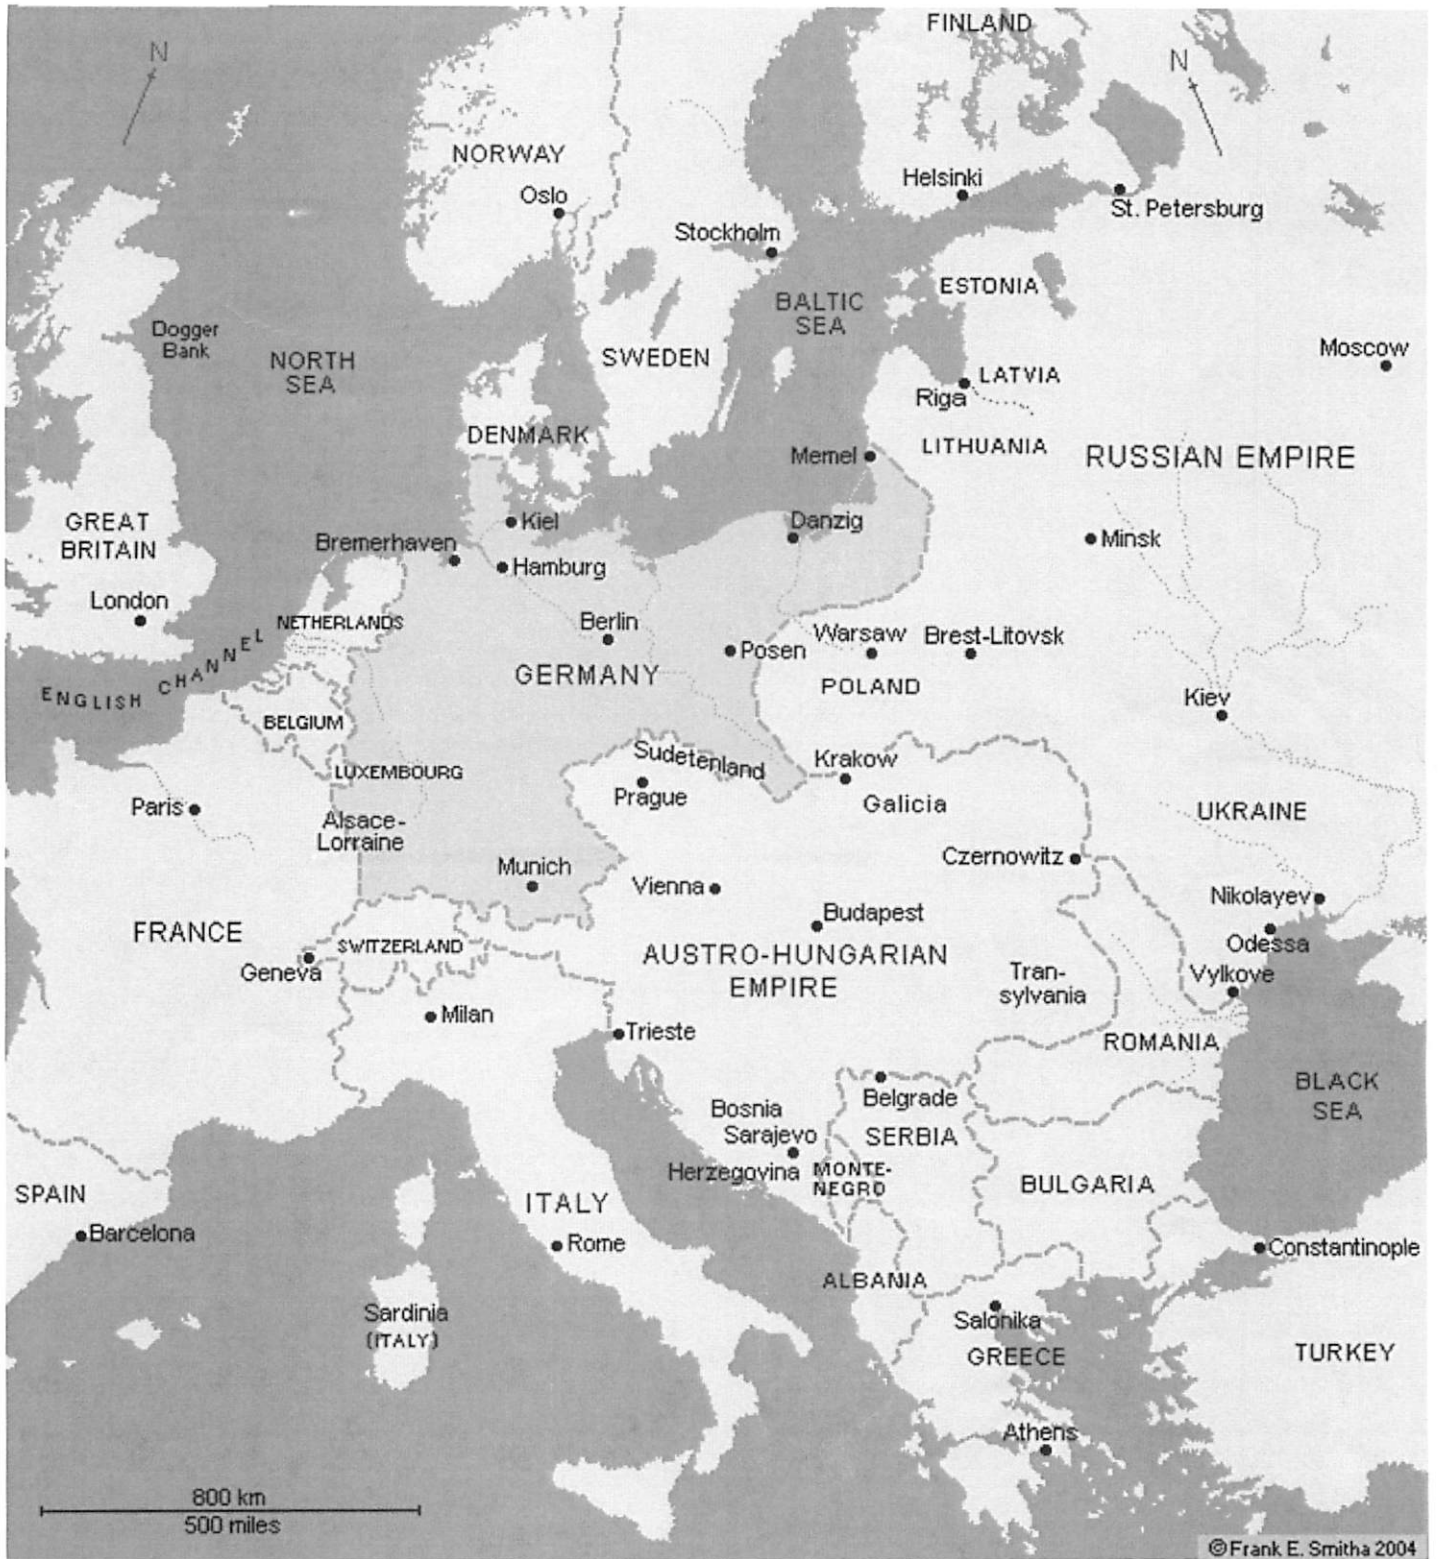 FINLAND
N
N
NORWAY
Oslo
Helsinki
St. Petersburg
Stockholm
ESTONIA
BALTIC
SEA
Dogger
Bank
NORTH
SEA
SWEDEN
Moscow
LATVIA
Riga
DENMARK
LITHUANIA
Memel
RUSSIAN EMPIRE
GREAT
BRITAIN
Kiel
Danzig
Bremerhaven
Minsk
Hamburg
London
NETHERLANDS
Berlin
Warsaw
Brest-Litovsk
Posen
ENGLISH CHANNEL
GERMANY
POLAND
Kiev
BELGIUM
Sudetenland
Krakow
LUXEMBOURG
Prague
Galicia
Paris
UKRAINE
Alsace-
Lorraine
Czernowitz
Munich
Vienna
Nikolayev
Budapest
FRANCE
SWITZERLAND
Odessa
AUSTRO-HUNGARIAN
EMPIRE
Geneva
Tran-
sylvania
Vylkove
Milan
Trieste
ROMANIA
BLACK
SEA
Belgrade
Bosnia
Sarajevo
Herzegovina
SERBIA
MONTE-
NEGRO
BULGARIA
SPAIN
ITALY
Barcelona
Rome
Constantinople
ALBANIA
Sardinia
(ITALY)
Salonika
GREECE
TURKEY
Athens
800 km
500 miles
©Frank E. Smitha 2004